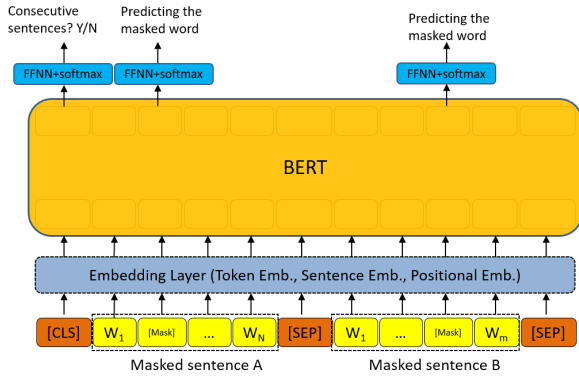 Consecutive sentences? Y/N
Predicting the masked word
Predicting the masked word
FFNN+softmax
FFNN+softmax
FFNN+softmax
BERT
Embedding Layer (Token Emb., Sentence Emb., Positional Emb.)
[CLS] W1 [Mask] ... WN [SEP] W1 ... [Mask] Wm [SEP]
Masked sentence A
Masked sentence B